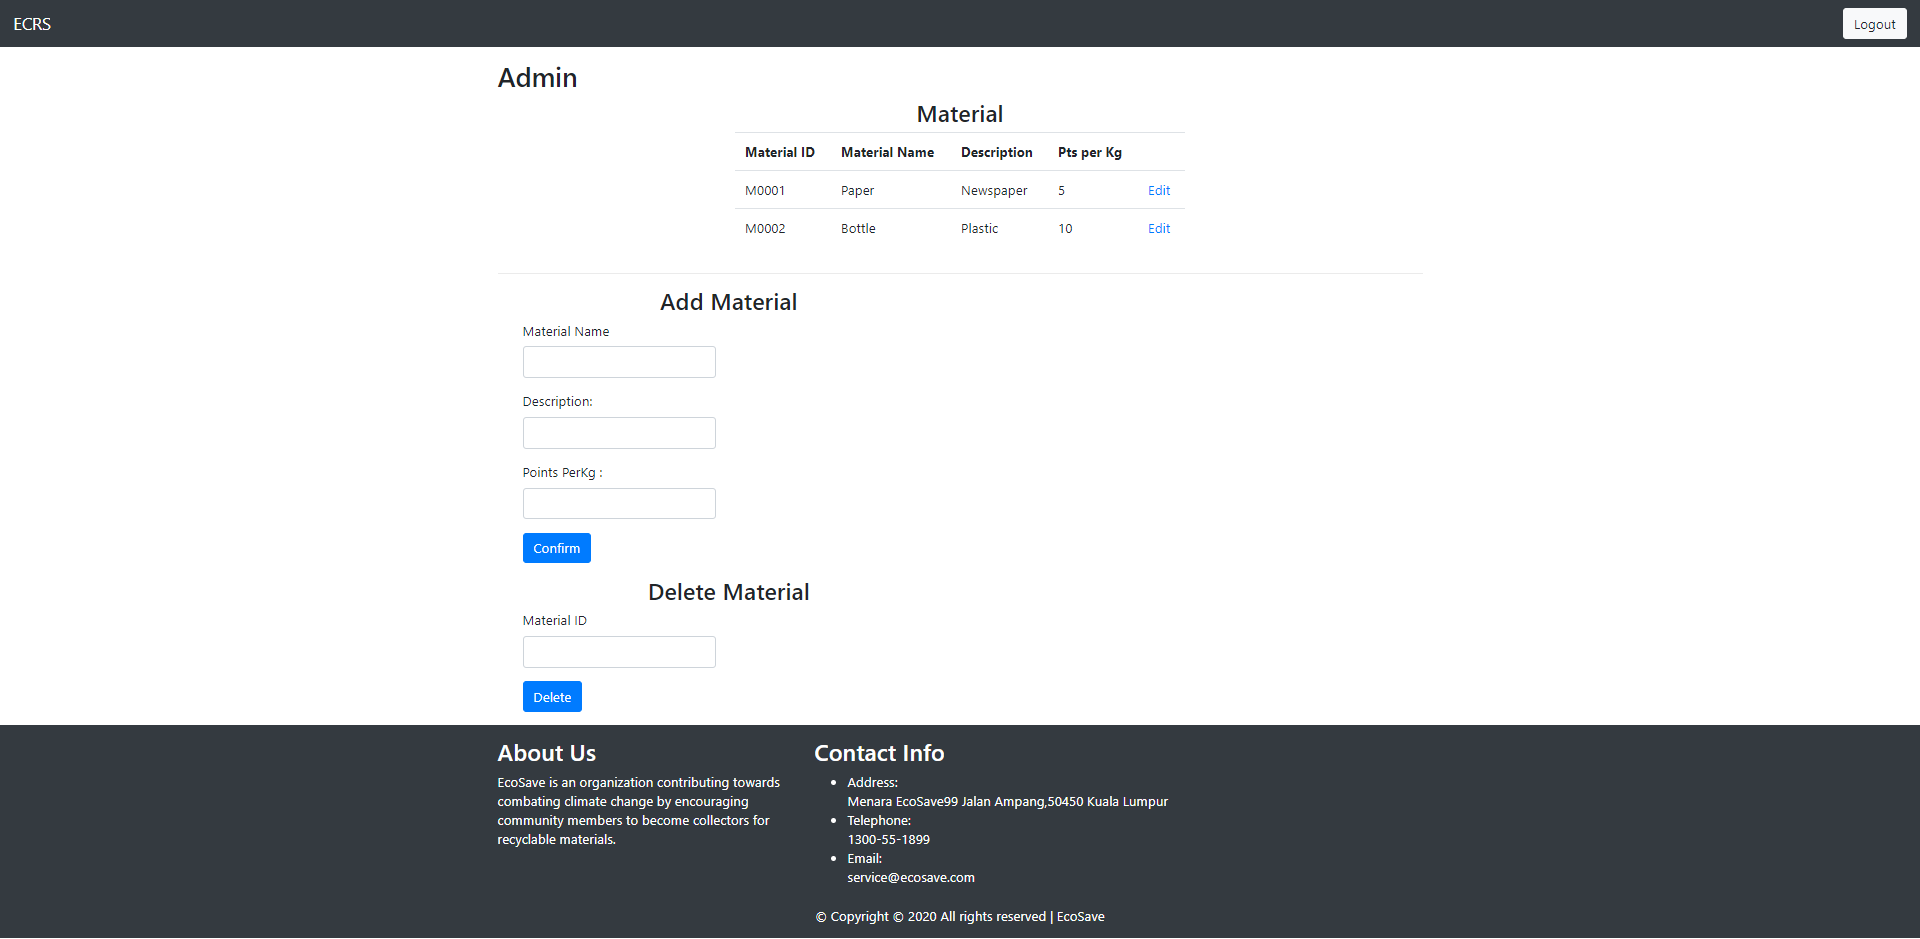 ECRS
Logout
Admin
Material
Material ID Material Name Description Pts per Kg
M0001 Paper Newspaper 5 Edit
M0002 Bottle Plastic 10 Edit
Add Material
Material Name
Description:
Points PerKg :
Confirm
Delete Material
Material ID
Delete
About Us
EcoSave is an organization contributing towards
combating climate change by encouraging
community members to become collectors for
recyclable materials.
Contact Info
• Address:
Menara EcoSave99 Jalan Ampang,50450 Kuala Lumpur
• Telephone:
1300-55-1899
• Email:
service@ecosave.com
© Copyright © 2020 All rights reserved | EcoSave